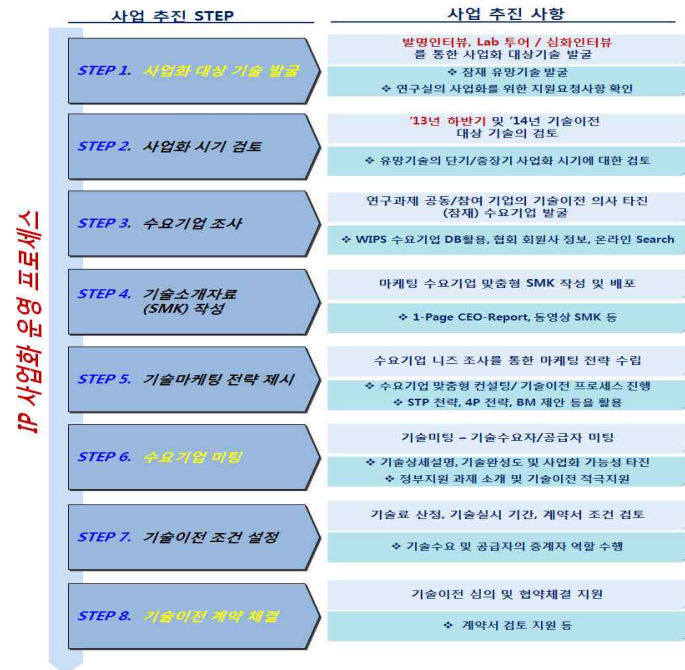 사업 추진 STEP
사업 추진 사항
IP 사업화 운영 프로세스
STEP 1. 사업화 대상 기술 발굴
발명인터뷰, Lab 투어 / 심화인터뷰
를 통한 사업화 대상기술 발굴
❖ 잠재 유망기술 발굴
❖ 연구실의 사업화를 위한 지원요청사항 확인
STEP 2. 사업화 시기 검토
'13년 하반기 및 '14년 기술이전
대상 기술의 검토
❖ 유망기술의 단기/중장기 사업화 시기에 대한 검토
STEP 3. 수요기업 조사
연구과제 공동/참여 기업의 기술이전 의사 타진
(잠재) 수요기업 발굴
❖ WIPS 수요기업 DB활용, 협회 회원사 정보, 온라인 Search
STEP 4. 기술소개자료
(SMK) 작성
마케팅 수요기업 맞춤형 SMK 작성 및 배포
❖ 1-Page CEO-Report, 동영상 SMK 등
STEP 5. 기술마케팅 전략 제시
수요기업 니즈 조사를 통한 마케팅 전략 수립
❖ 수요기업 맞춤형 컨설팅/ 기술이전 프로세스 진행
❖ STP 전략, 4P 전략, BM 제안 등을 활용
STEP 6. 수요기업 미팅
기술미팅 – 기술수요자/공급자 미팅
❖ 기술상세설명, 기술완성도 및 사업화 가능성 타진
❖ 정부지원 과제 소개 및 기술이전 적극지원
STEP 7. 기술이전 조건 설정
기술료 산정, 기술실시 기간, 계약서 조건 검토
❖ 기술수요 및 공급자의 중계자 역할 수행
STEP 8. 기술이전 계약 체결
기술이전 심의 및 협약체결 지원
❖ 계약서 검토 지원 등